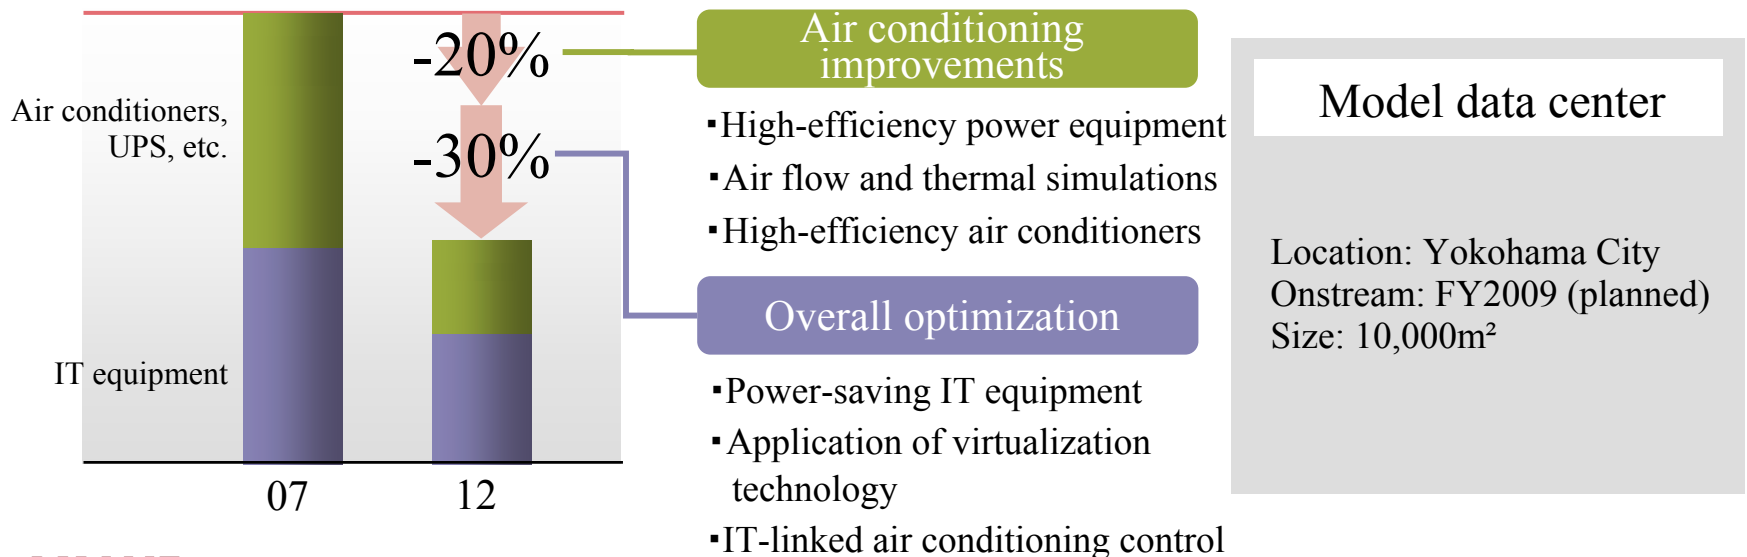 Air conditioners,
UPS, etc.
IT equipment
07
12
-20%
-30%
Air conditioning
improvements
▪High-efficiency power equipment
▪Air flow and thermal simulations
▪High-efficiency air conditioners
Overall optimization
▪Power-saving IT equipment
▪Application of virtualization
technology
▪IT-linked air conditioning control
Model data center
Location: Yokohama City
Onstream: FY2009 (planned)
Size: 10,000m²